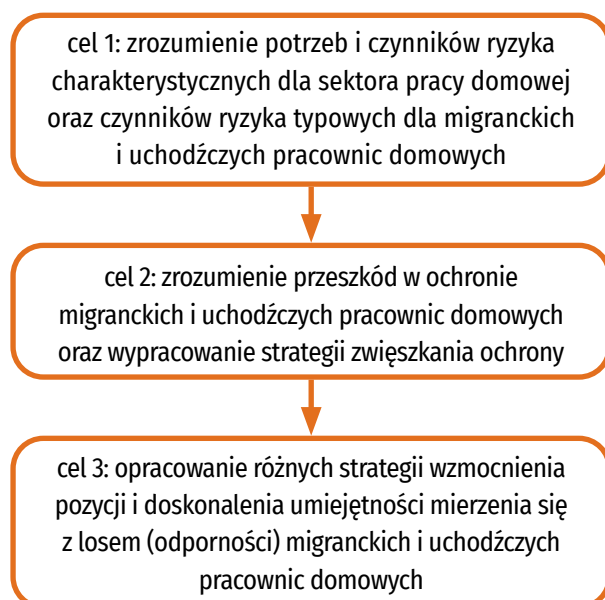 cel 1: zrozumienie potrzeb i czynników ryzyka
charakterystycznych dla sektora pracy domowej
oraz czynników ryzyka typowych dla migranckich
i uchodźczych pracownic domowych
cel 2: zrozumienie przeszkód w ochronie
migranckich i uchodźczych pracownic domowych
oraz wypracowanie strategii zwięszkania ochrony
cel 3: opracowanie różnych strategii wzmocnienia
pozycji i doskonalenia umiejętności mierzenia się
z losem (odporności) migranckich i uchodźczych
pracownic domowych